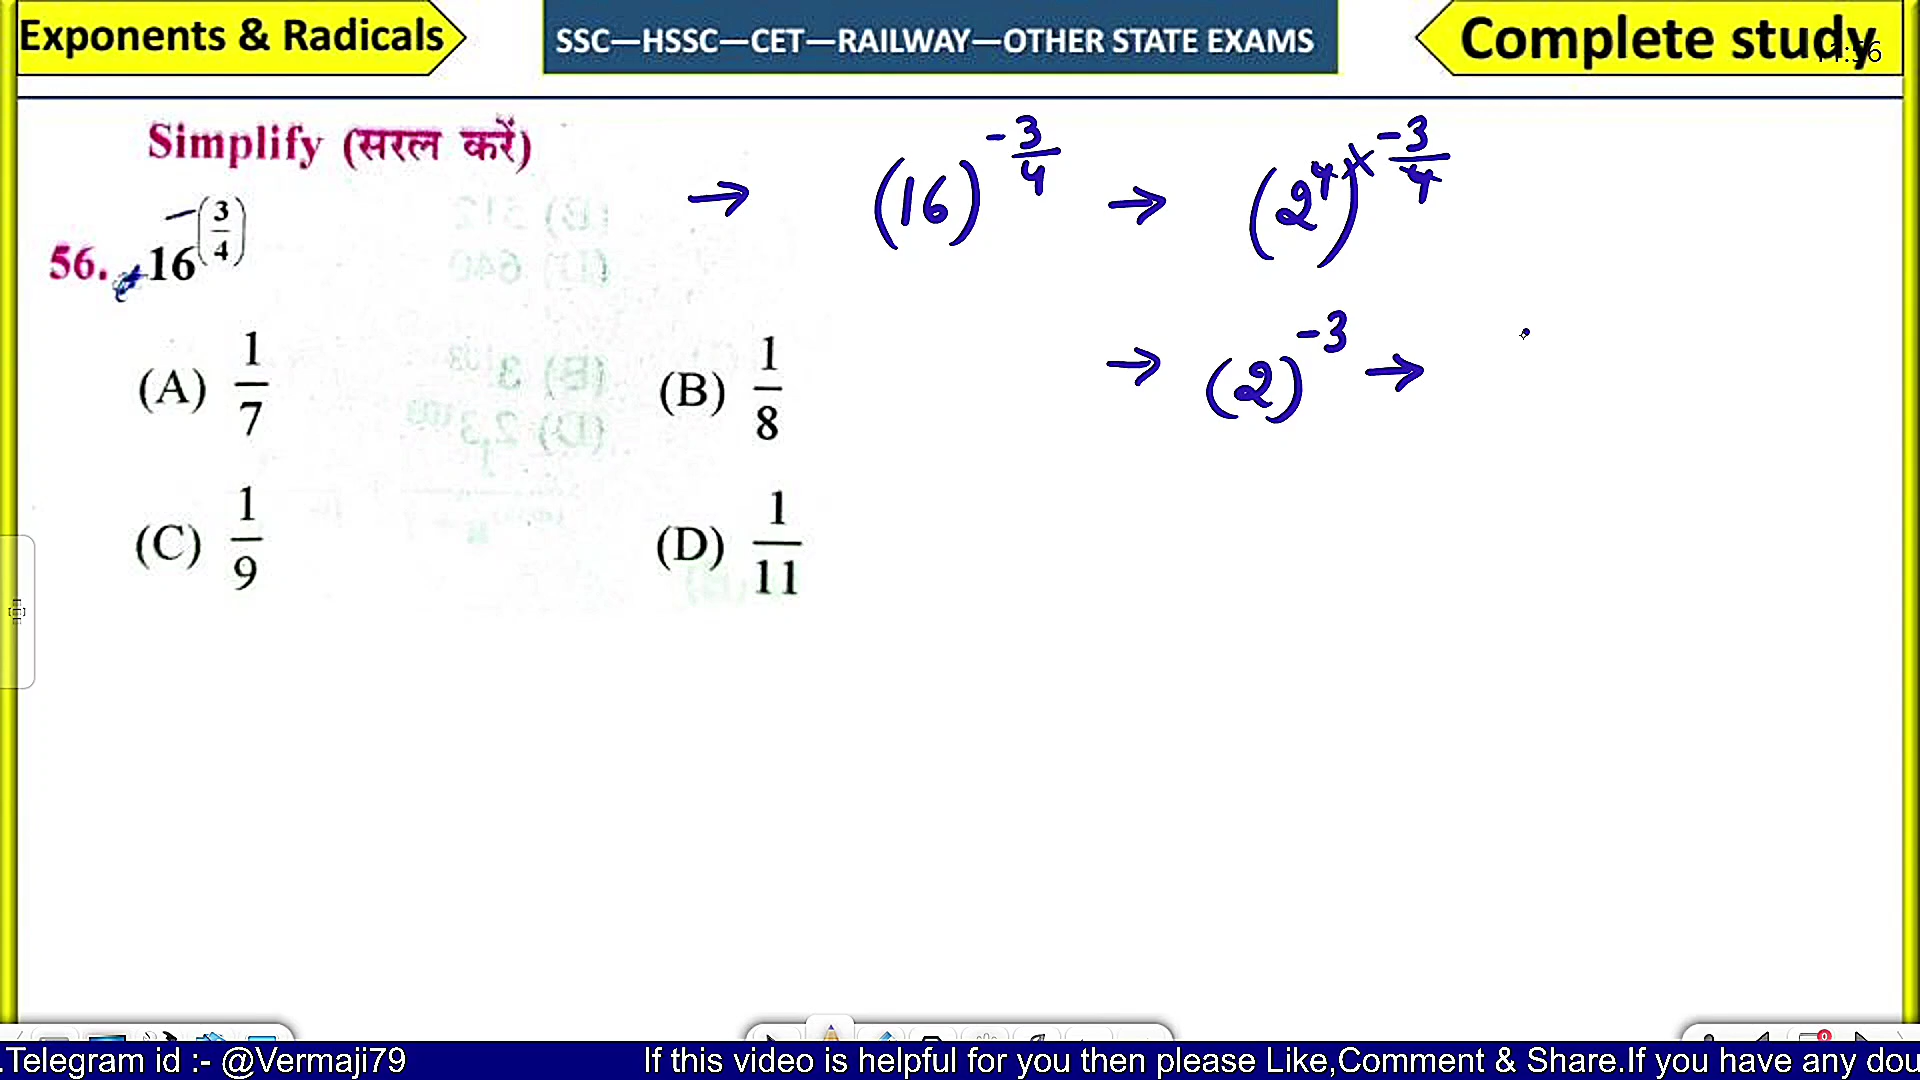 Exponents & Radicals
SSC—HSSC—CET—RAILWAY—OTHER STATE EXAMS
Complete study
11:56
Simplify (सरल करें)
56. 16^-(3/4)
(A) 1/7
(B) 1/8
(C) 1/9
(D) 1/11
→ (16)^-3/4 → (2^4)^×-3/4
→ (2)^-3 →
.Telegram id :- @Vermaji79
If this video is helpful for you then please Like,Comment & Share.If you have any dou